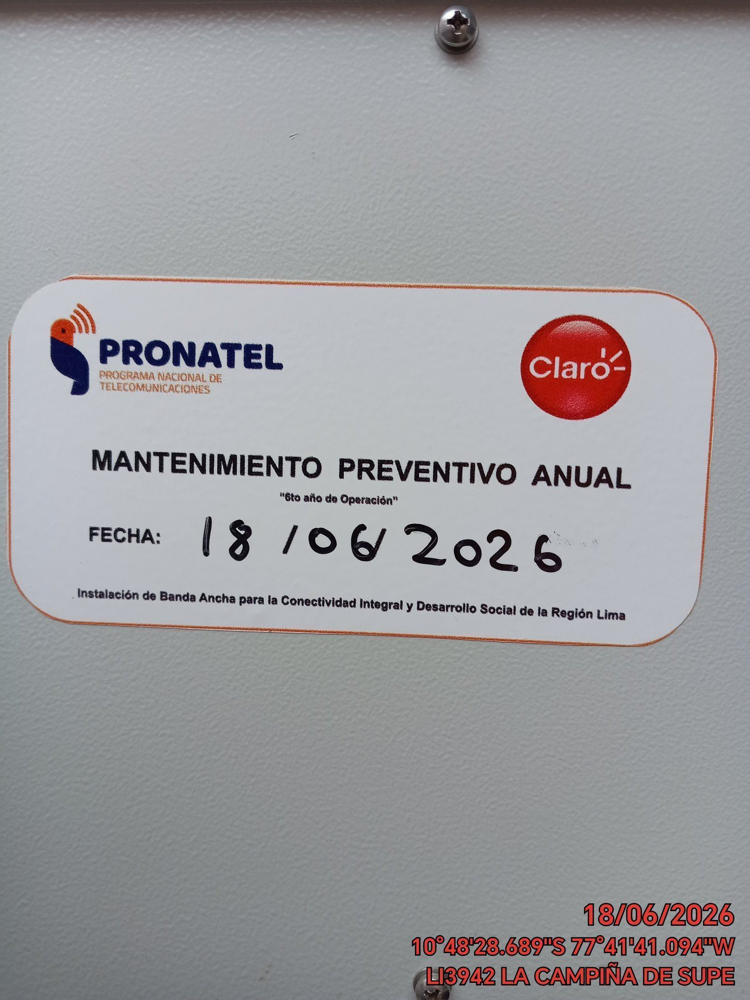 PRONATEL
PROGRAMA NACIONAL DE
TELECOMUNICACIONES
Claro
MANTENIMIENTO PREVENTIVO ANUAL
"6to año de Operación"
FECHA: 18/06/2026
Instalación de Banda Ancha para la Conectividad Integral y Desarrollo Social de la Región Lima
18/06/2026
10°48'28.689"S 77°41'41.094"W
LI3942 LA CAMPIÑA DE SUPE